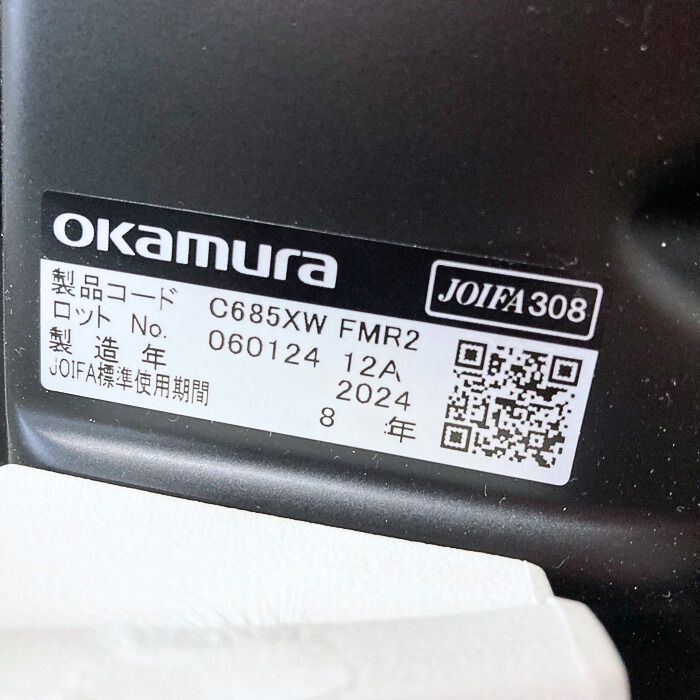 okamura
JOIFA308
製品コード C685XW FMR2
ロット No. 060124 12A
製造年 2024
JOIFA標準使用期間 8 年